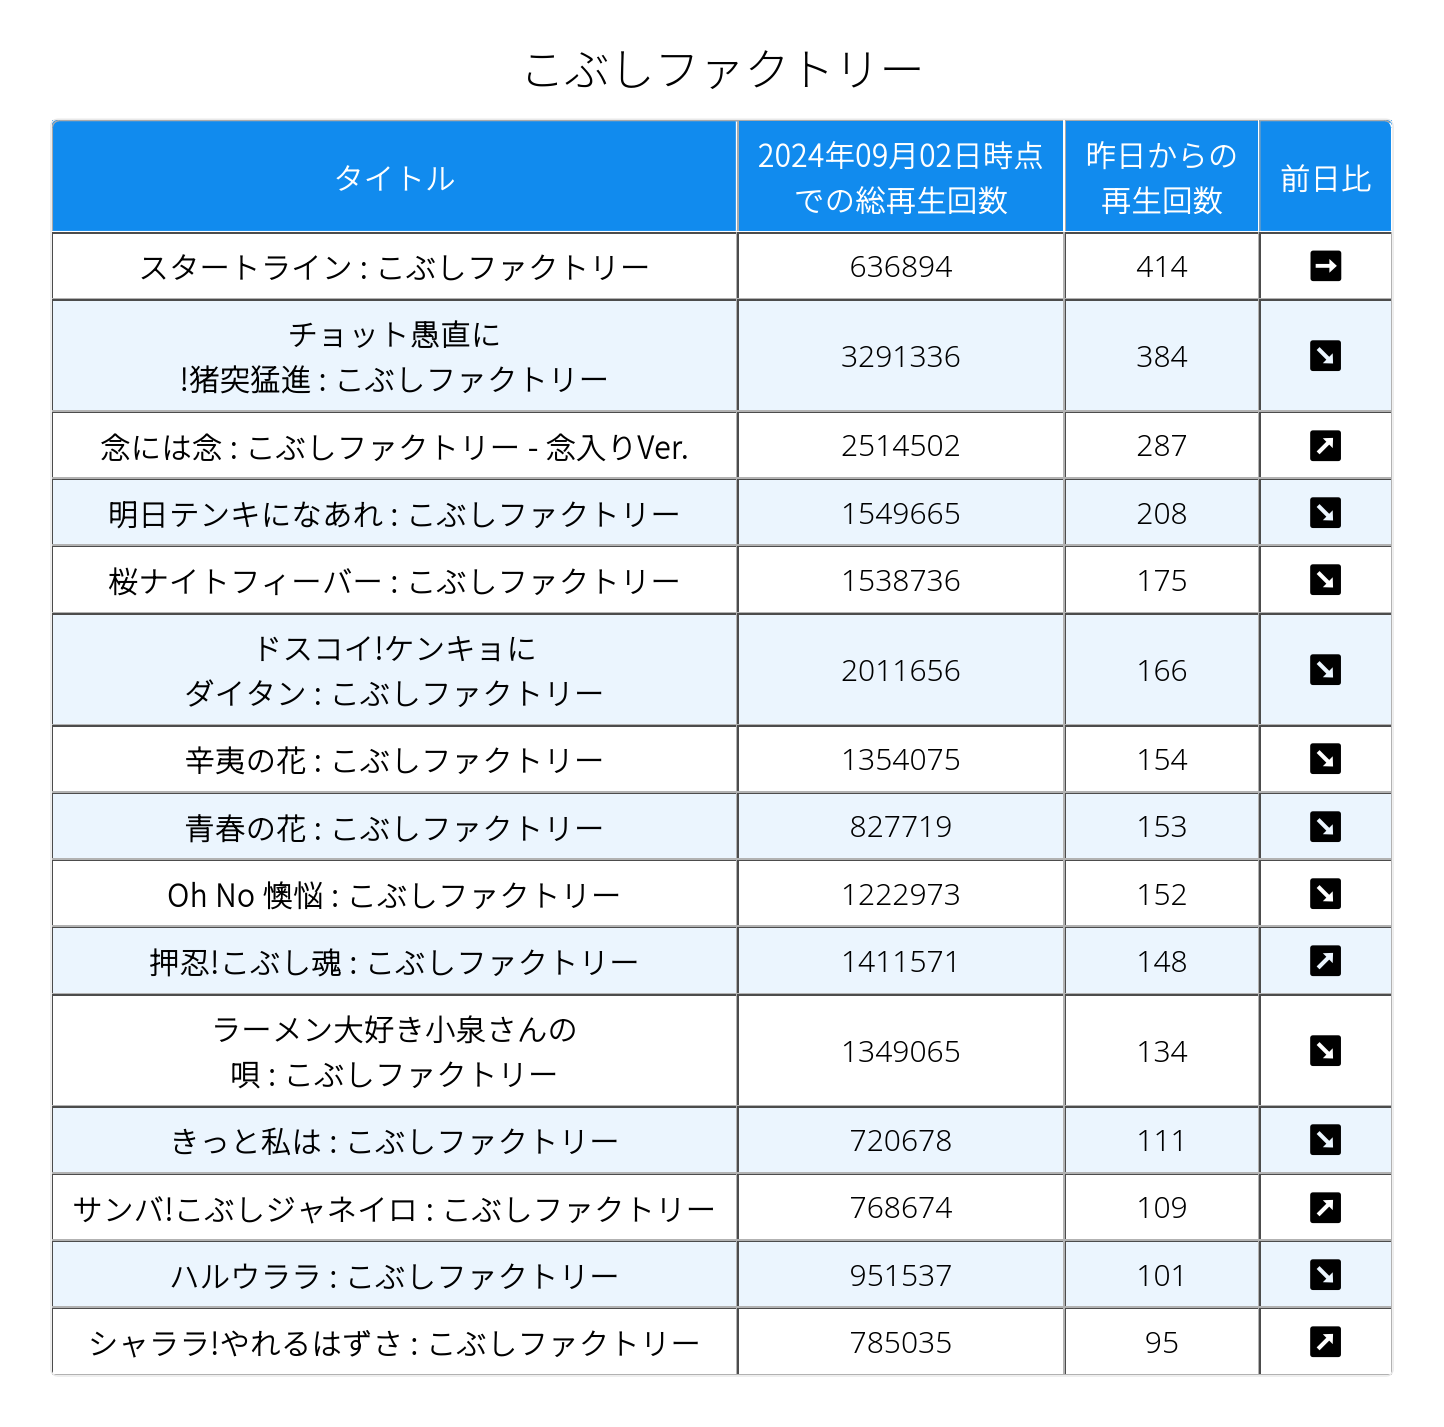 こぶしファクトリー
タイトル
2024年09月02日時点
での総再生回数
昨日からの
再生回数
前日比
スタートライン : こぶしファクトリー 636894 414 ➡
チョット愚直に
!猪突猛進 : こぶしファクトリー 3291336 384 ↘
念には念 : こぶしファクトリー - 念入りVer. 2514502 287 ↗
明日テンキになあれ : こぶしファクトリー 1549665 208 ↘
桜ナイトフィーバー : こぶしファクトリー 1538736 175 ↘
ドスコイ!ケンキョに
ダイタン : こぶしファクトリー 2011656 166 ↘
辛夷の花 : こぶしファクトリー 1354075 154 ↘
青春の花 : こぶしファクトリー 827719 153 ↘
Oh No 懊悩 : こぶしファクトリー 1222973 152 ↘
押忍!こぶし魂 : こぶしファクトリー 1411571 148 ↗
ラーメン大好き小泉さんの
唄 : こぶしファクトリー 1349065 134 ↘
きっと私は : こぶしファクトリー 720678 111 ↘
サンバ!こぶしジャネイロ : こぶしファクトリー 768674 109 ↗
ハルウララ : こぶしファクトリー 951537 101 ↘
シャララ!やれるはずさ : こぶしファクトリー 785035 95 ↗